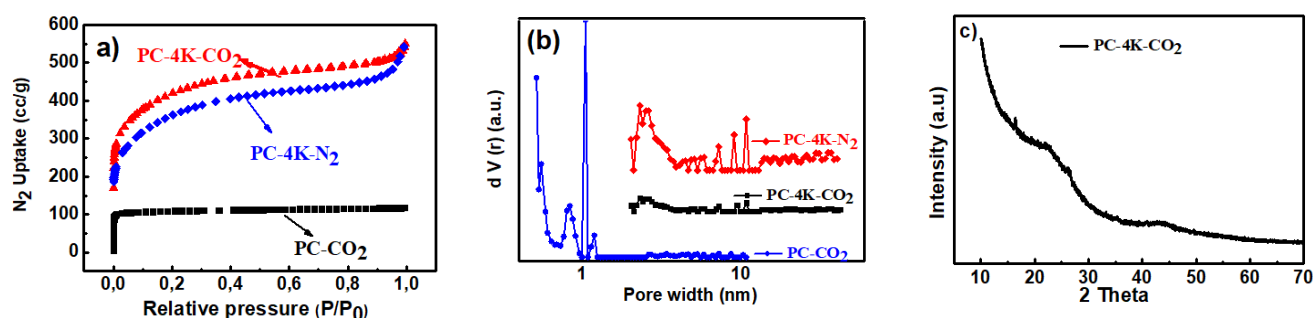 a)
N2 Uptake (cc/g)
600
500
400
300
200
100
0
PC-4K-CO2
PC-4K-N2
PC-CO2
0,0 0,2 0,4 0,6 0,8 1,0
Relative pressure (P/P0)
(b)
d V (r) (a.u.)
PC-4K-N2
PC-4K-CO2
PC-CO2
1 10
Pore width (nm)
c)
Intensity (a.u)
PC-4K-CO2
10 20 30 40 50 60 70
2 Theta